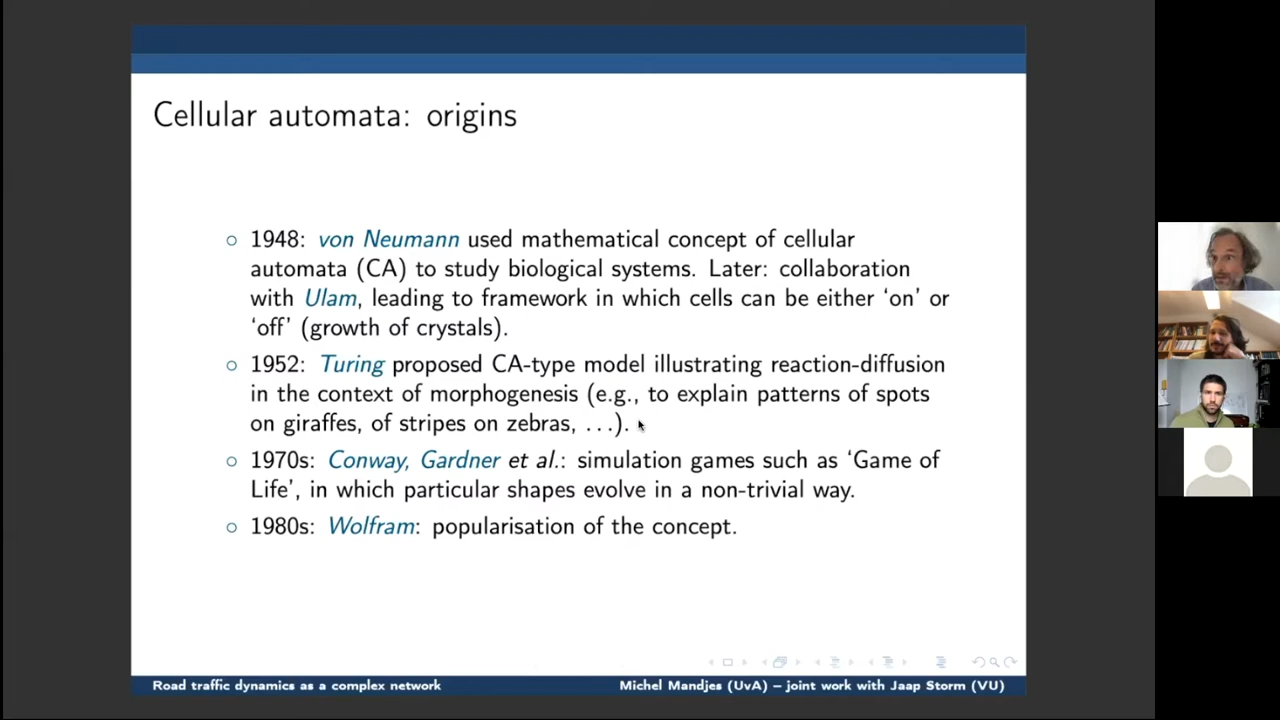 Cellular automata: origins
○ 1948: von Neumann used mathematical concept of cellular
automata (CA) to study biological systems. Later: collaboration
with Ulam, leading to framework in which cells can be either ‘on’ or
‘off’ (growth of crystals).
○ 1952: Turing proposed CA-type model illustrating reaction-diffusion
in the context of morphogenesis (e.g., to explain patterns of spots
on giraffes, of stripes on zebras, ...).
○ 1970s: Conway, Gardner et al.: simulation games such as ‘Game of
Life’, in which particular shapes evolve in a non-trivial way.
○ 1980s: Wolfram: popularisation of the concept.
Road traffic dynamics as a complex network
Michel Mandjes (UvA) – joint work with Jaap Storm (VU)